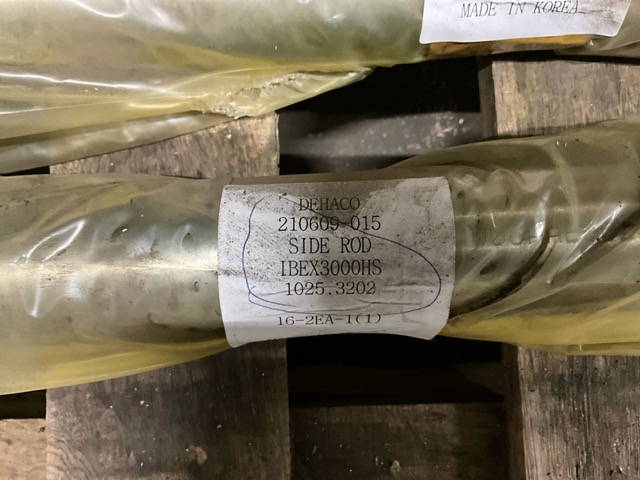 MADE IN KOREA
DEHACO
210609-015
SIDE ROD
IBEX3000HS
1025.3202
16-2EA-1(1)